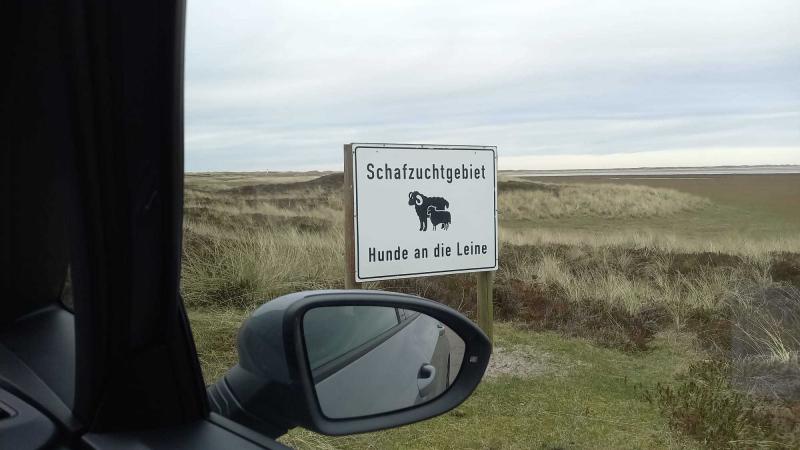 Schafzuchtgebiet
Hunde an die Leine